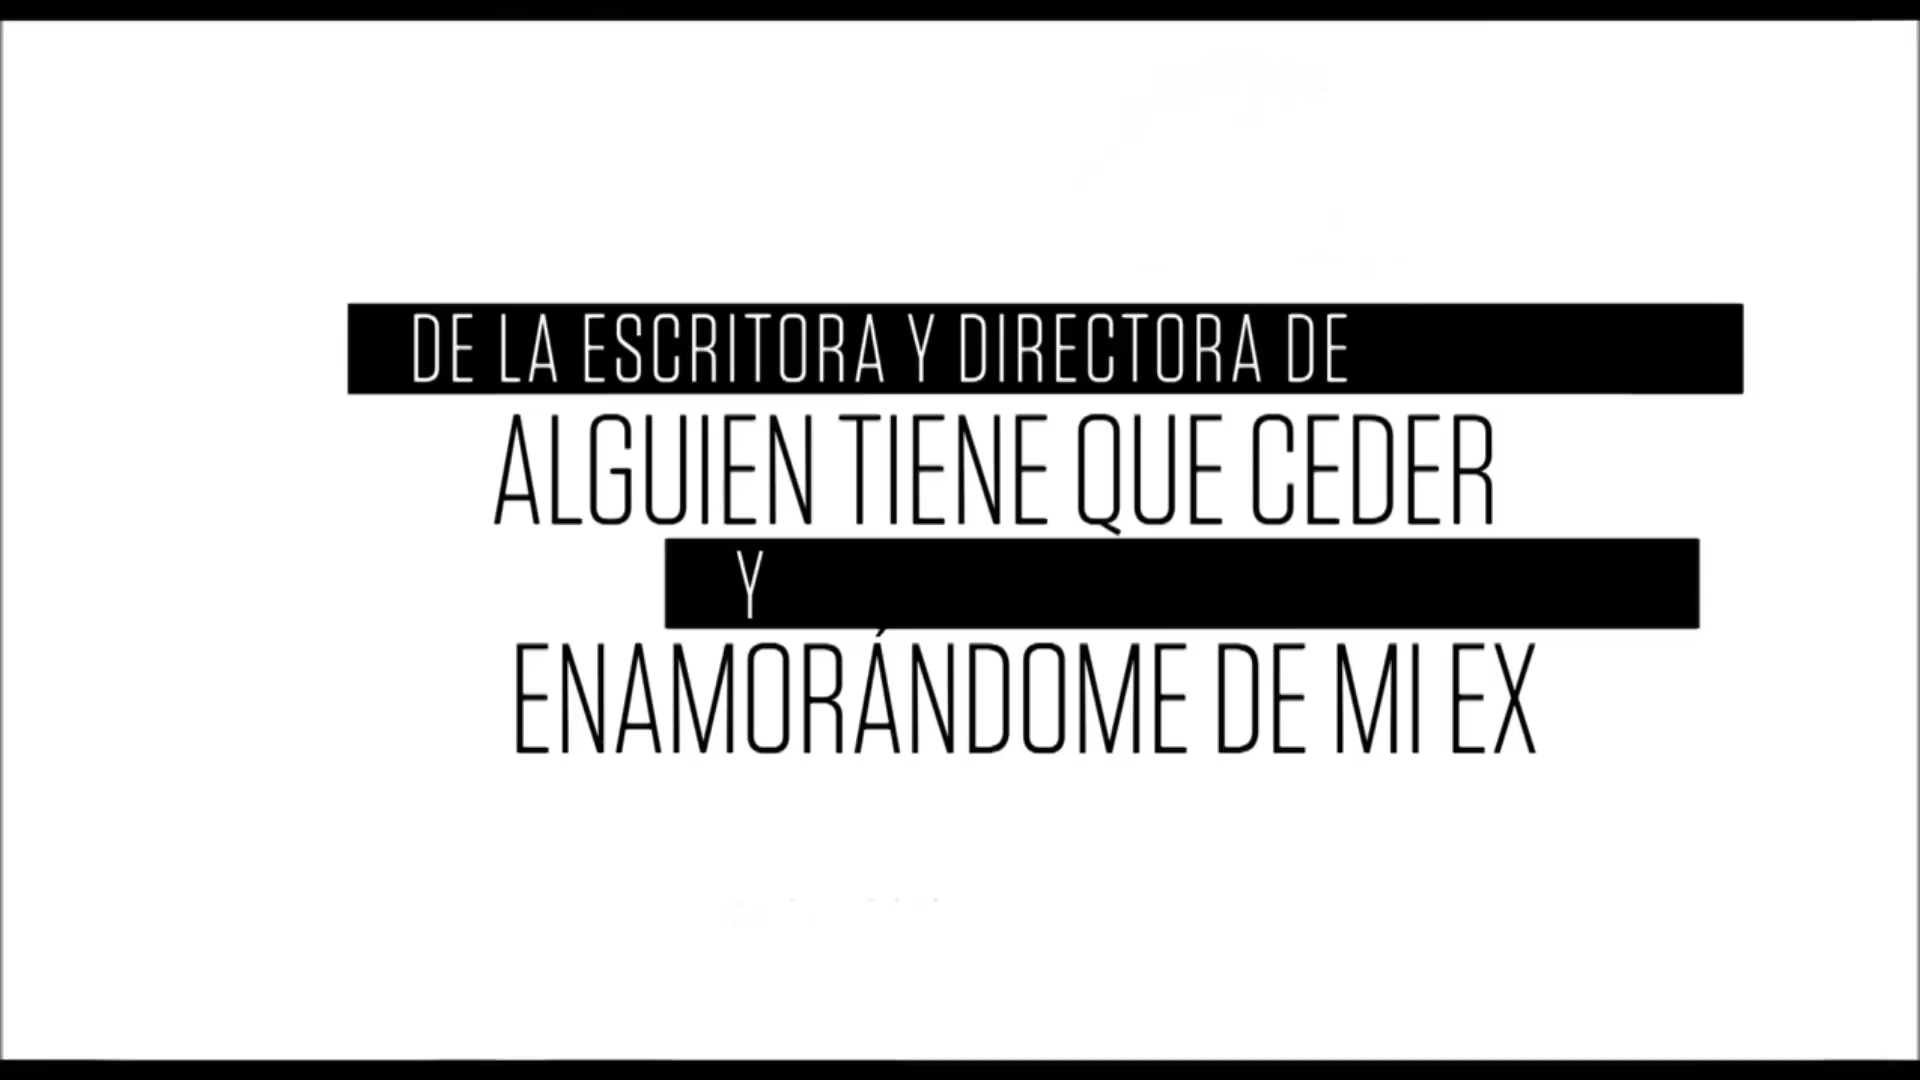 DE LA ESCRITORA Y DIRECTORA DE
ALGUIEN TIENE QUE CEDER
Y
ENAMORÁNDOME DE MI EX